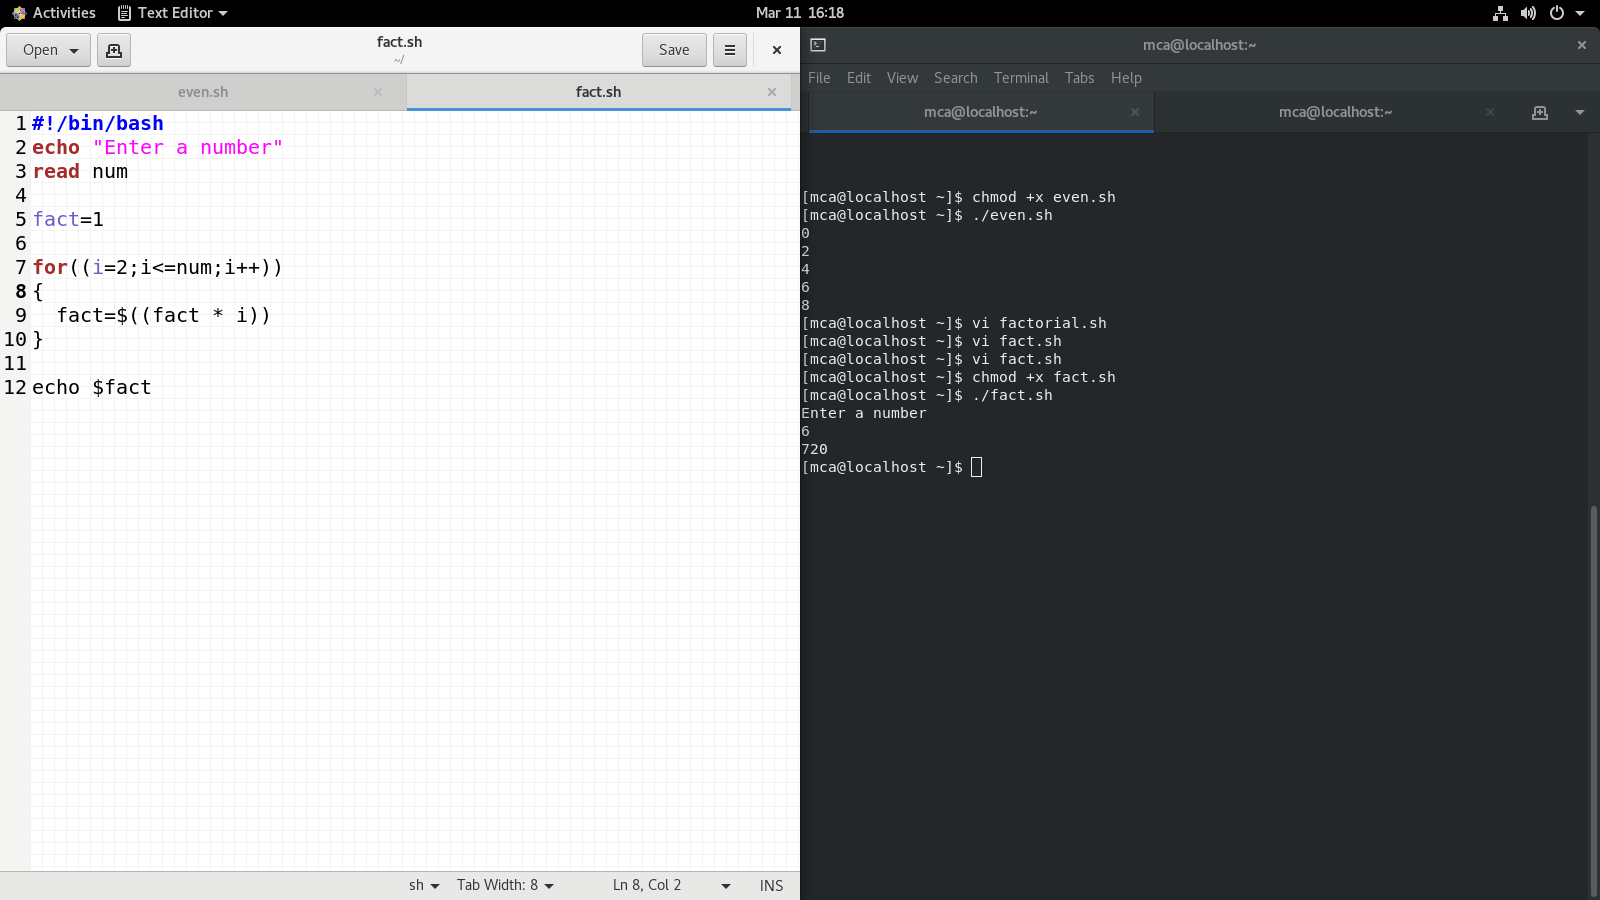 Activities
Text Editor
Mar 11 16:18
Open
fact.sh
~/
Save
even.sh
fact.sh
1 #!/bin/bash
2 echo "Enter a number"
3 read num
4
5 fact=1
6
7 for((i=2;i<=num;i++))
8 {
9   fact=$((fact * i))
10 }
11
12 echo $fact
sh
Tab Width: 8
Ln 8, Col 2
INS
mca@localhost:~
File Edit View Search Terminal Tabs Help
mca@localhost:~
mca@localhost:~
[mca@localhost ~]$ chmod +x even.sh
[mca@localhost ~]$ ./even.sh
0
2
4
6
8
[mca@localhost ~]$ vi factorial.sh
[mca@localhost ~]$ vi fact.sh
[mca@localhost ~]$ vi fact.sh
[mca@localhost ~]$ chmod +x fact.sh
[mca@localhost ~]$ ./fact.sh
Enter a number
6
720
[mca@localhost ~]$